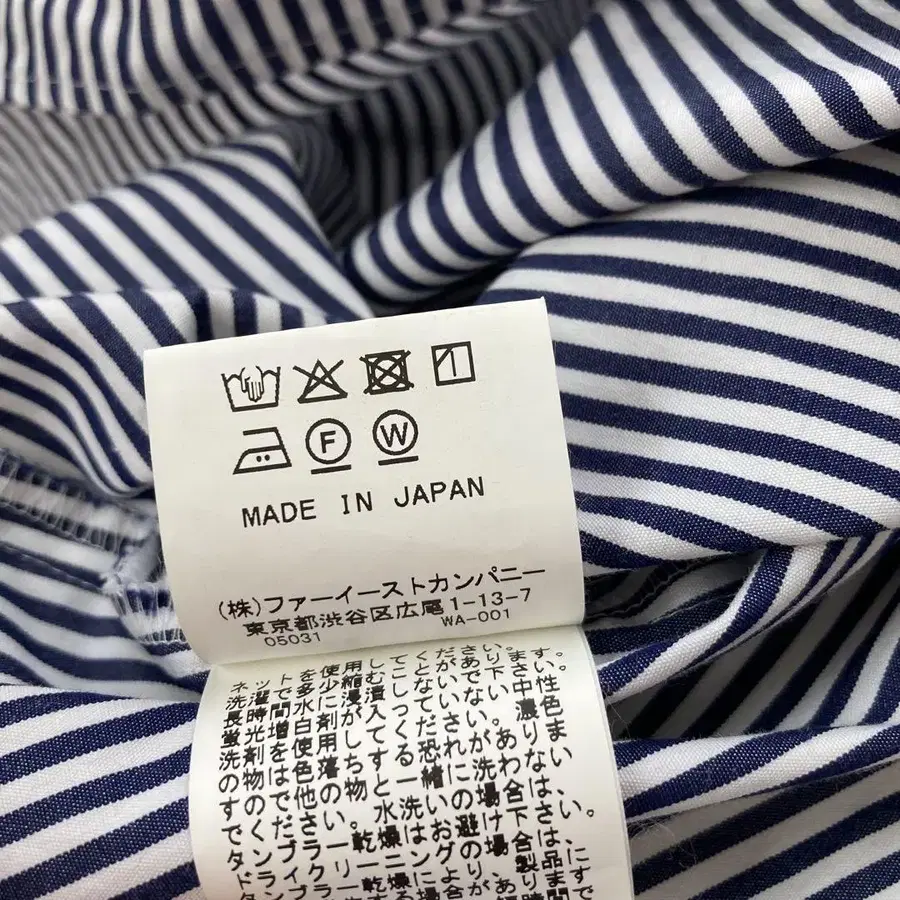 F W
MADE IN JAPAN
(株)ファーイーストカンパニー
東京都渋谷区広尾1-13-7
05031 WA-001
ネットを使用してください。
洗濯で多少縮むことがあります。
長時間水に浸漬しないで下さい。
蛍光増白剤が入っていない中性
洗剤を使用してください。濃色
の物は色落ちする恐れがありま
すので他の物と一緒に洗わない
でください。水洗いの場合は、
タンブラー乾燥はお避け下さい。
ドライクリーニングの場合は、